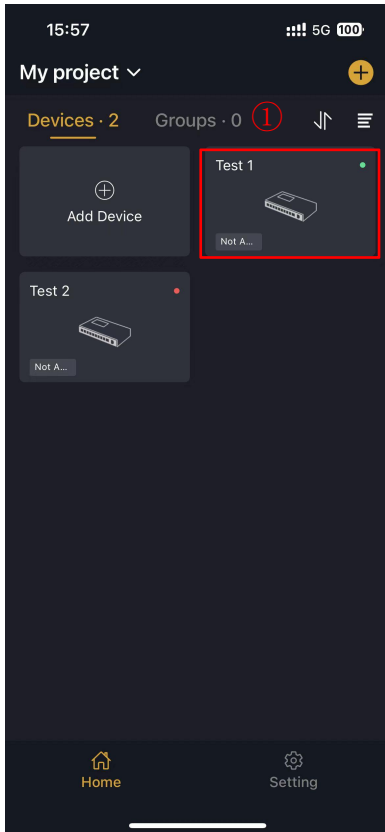 15:57 5G 100
My project
Devices · 2 Groups · 0 ①
Add Device
Test 1
Not A...
Test 2
Not A...
Home Setting